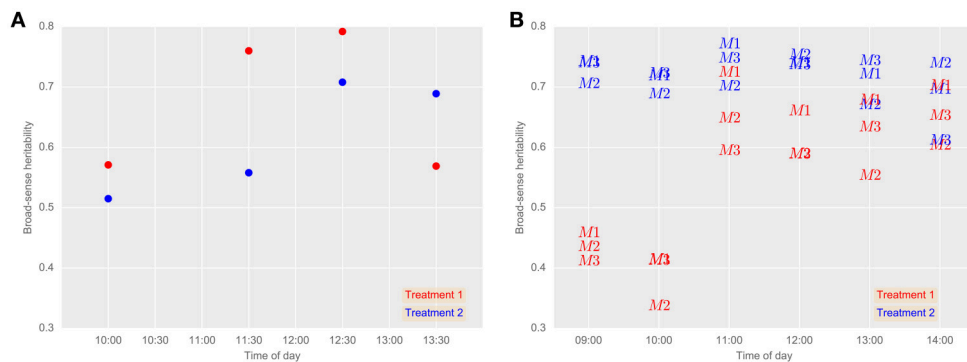 A
Broad-sense heritability
0.8
0.7
0.6
0.5
0.4
0.3
10:00 10:30 11:00 11:30 12:00 12:30 13:00 13:30
Time of day
Treatment 1
Treatment 2
B
Broad-sense heritability
0.8
0.7
0.6
0.5
0.4
0.3
M3
M2
M1
M2
M3
M3
M2
M3
M2
M1
M3
M1
M2
M2
M3
M2
M3
M1
M3
M1
M1
M2
M3
M2
M2
M1
M1
M3
M3
M2
09:00 10:00 11:00 12:00 13:00 14:00
Time of day
Treatment 1
Treatment 2